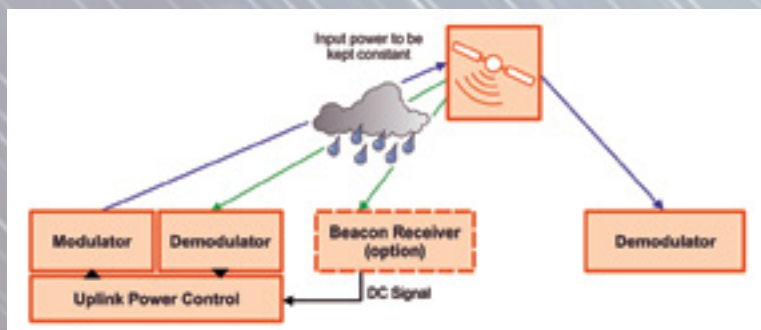 Input power to be
kept constant
Modulator
Demodulator
Beacon Receiver
(option)
Demodulator
Uplink Power Control
DC Signal